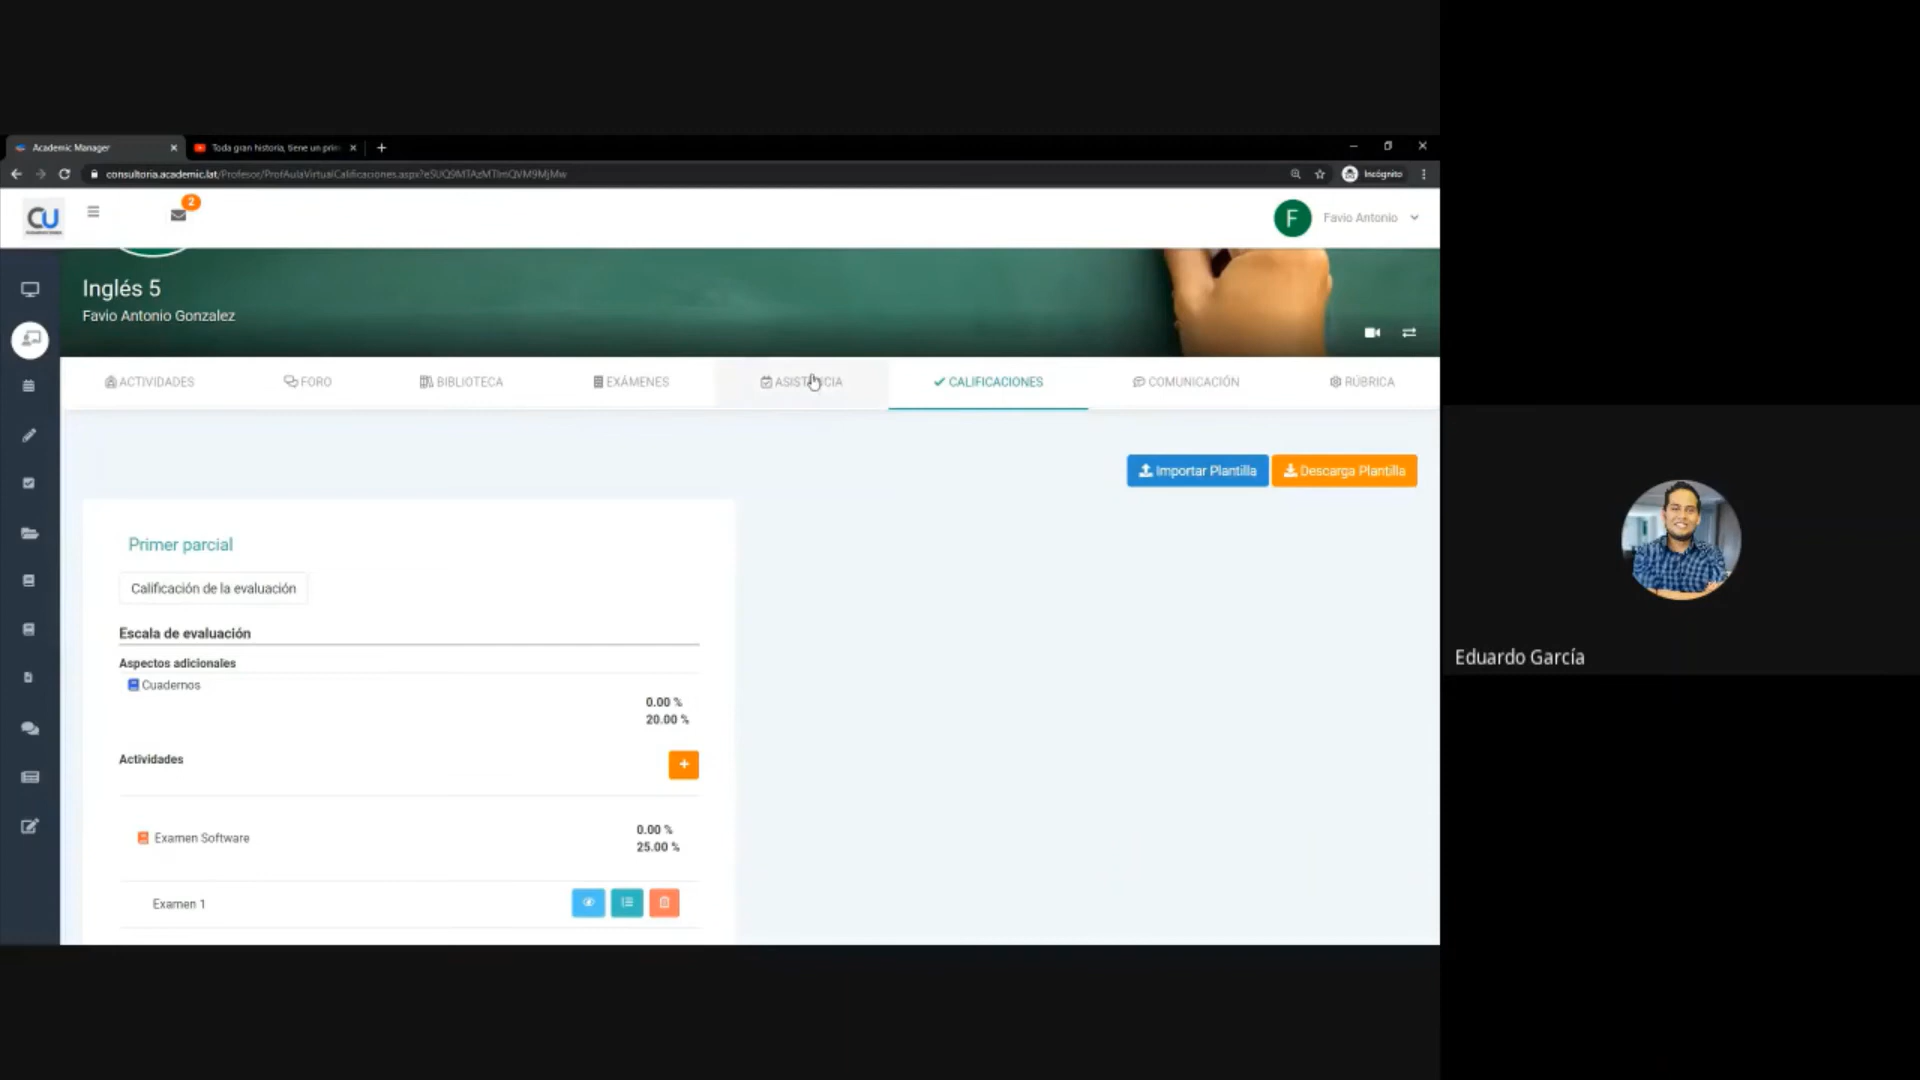 Academic Manager
Toda gran historia, tiene un prin
consultoria.academic.lat/Profesor/ProfAulaVirtualCalificaciones.aspx?
Incógnito
CU
2
F
Favio Antonio
Inglés 5
Favio Antonio Gonzalez
ACTIVIDADES
FORO
BIBLIOTECA
EXÁMENES
CALIFICACIONES
COMUNICACIÓN
RÚBRICA
Importar Plantilla
Descarga Plantilla
Primer parcial
Calificación de la evaluación
Escala de evaluación
Aspectos adicionales
Cuadernos
0.00 %
20.00 %
Actividades
+
Examen Software
0.00 %
25.00 %
Examen 1
Eduardo García